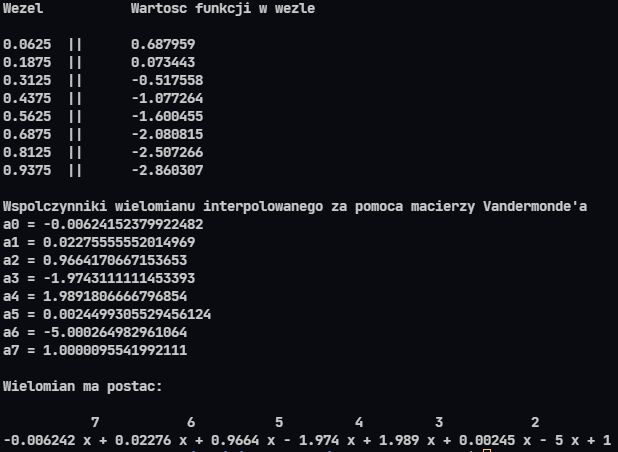 Wezel Wartosc funkcji w wezle
0.0625 || 0.687959
0.1875 || 0.073443
0.3125 || -0.517558
0.4375 || -1.077264
0.5625 || -1.600455
0.6875 || -2.080815
0.8125 || -2.507266
0.9375 || -2.860307
Wspolczynniki wielomianu interpolowanego za pomoca macierzy Vandermonde'a
a0 = -0.00624152379922482
a1 = 0.02275555552014969
a2 = 0.9664170667153653
a3 = -1.9743111111453393
a4 = 1.9891806666796854
a5 = 0.0024499305529456124
a6 = -5.000264982961064
a7 = 1.0000095541992111
Wielomian ma postac:
7 6 5 4 3 2
-0.006242 x + 0.02276 x + 0.9664 x - 1.974 x + 1.989 x + 0.00245 x - 5 x + 1